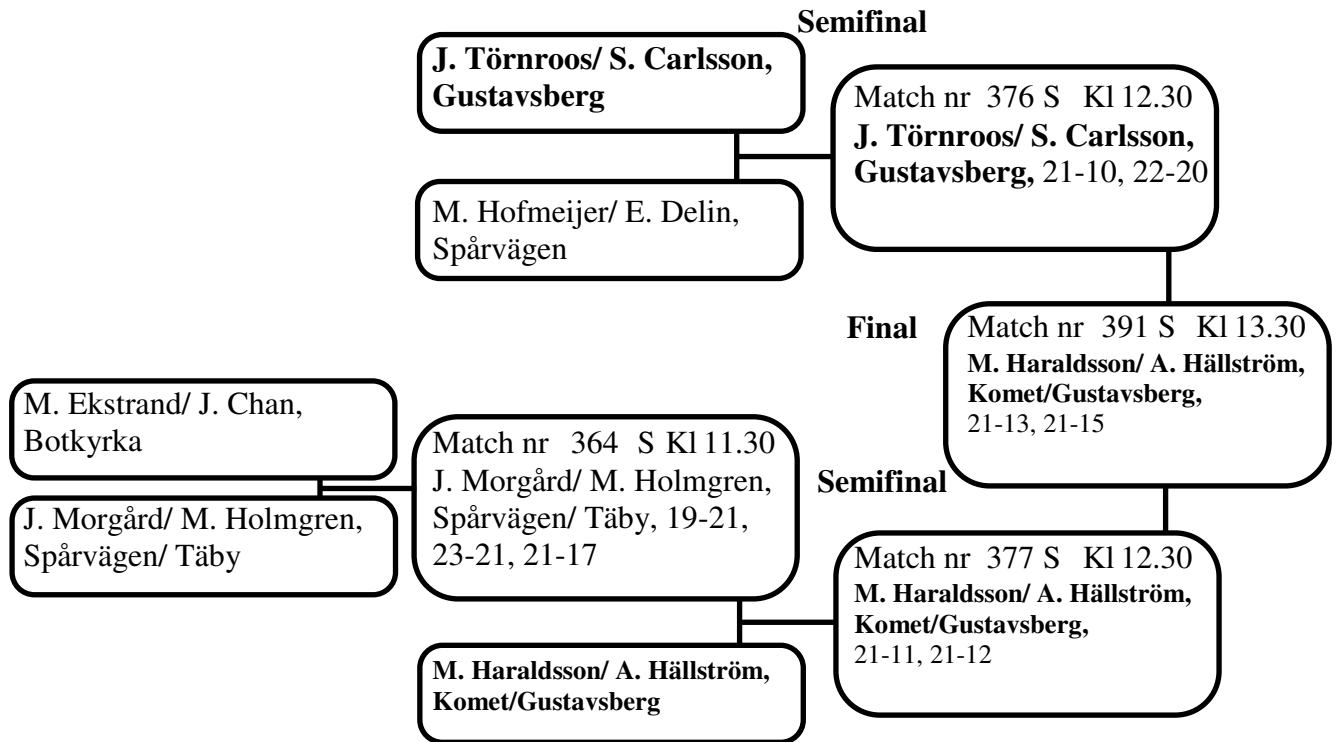 Semifinal
J. Törnroos/ S. Carlsson,
Gustavsberg
Match nr 376 S Kl 12.30
J. Törnroos/ S. Carlsson,
Gustavsberg, 21-10, 22-20
M. Hofmeijer/ E. Delin,
Spårvägen
Final
Match nr 391 S Kl 13.30
M. Haraldsson/ A. Hällström,
Komet/Gustavsberg,
21-13, 21-15
M. Ekstrand/ J. Chan,
Botkyrka
Match nr 364 S Kl 11.30
J. Morgård/ M. Holmgren,
Spårvägen/ Täby, 19-21,
23-21, 21-17
Semifinal
J. Morgård/ M. Holmgren,
Spårvägen/ Täby
Match nr 377 S Kl 12.30
M. Haraldsson/ A. Hällström,
Komet/Gustavsberg,
21-11, 21-12
M. Haraldsson/ A. Hällström,
Komet/Gustavsberg